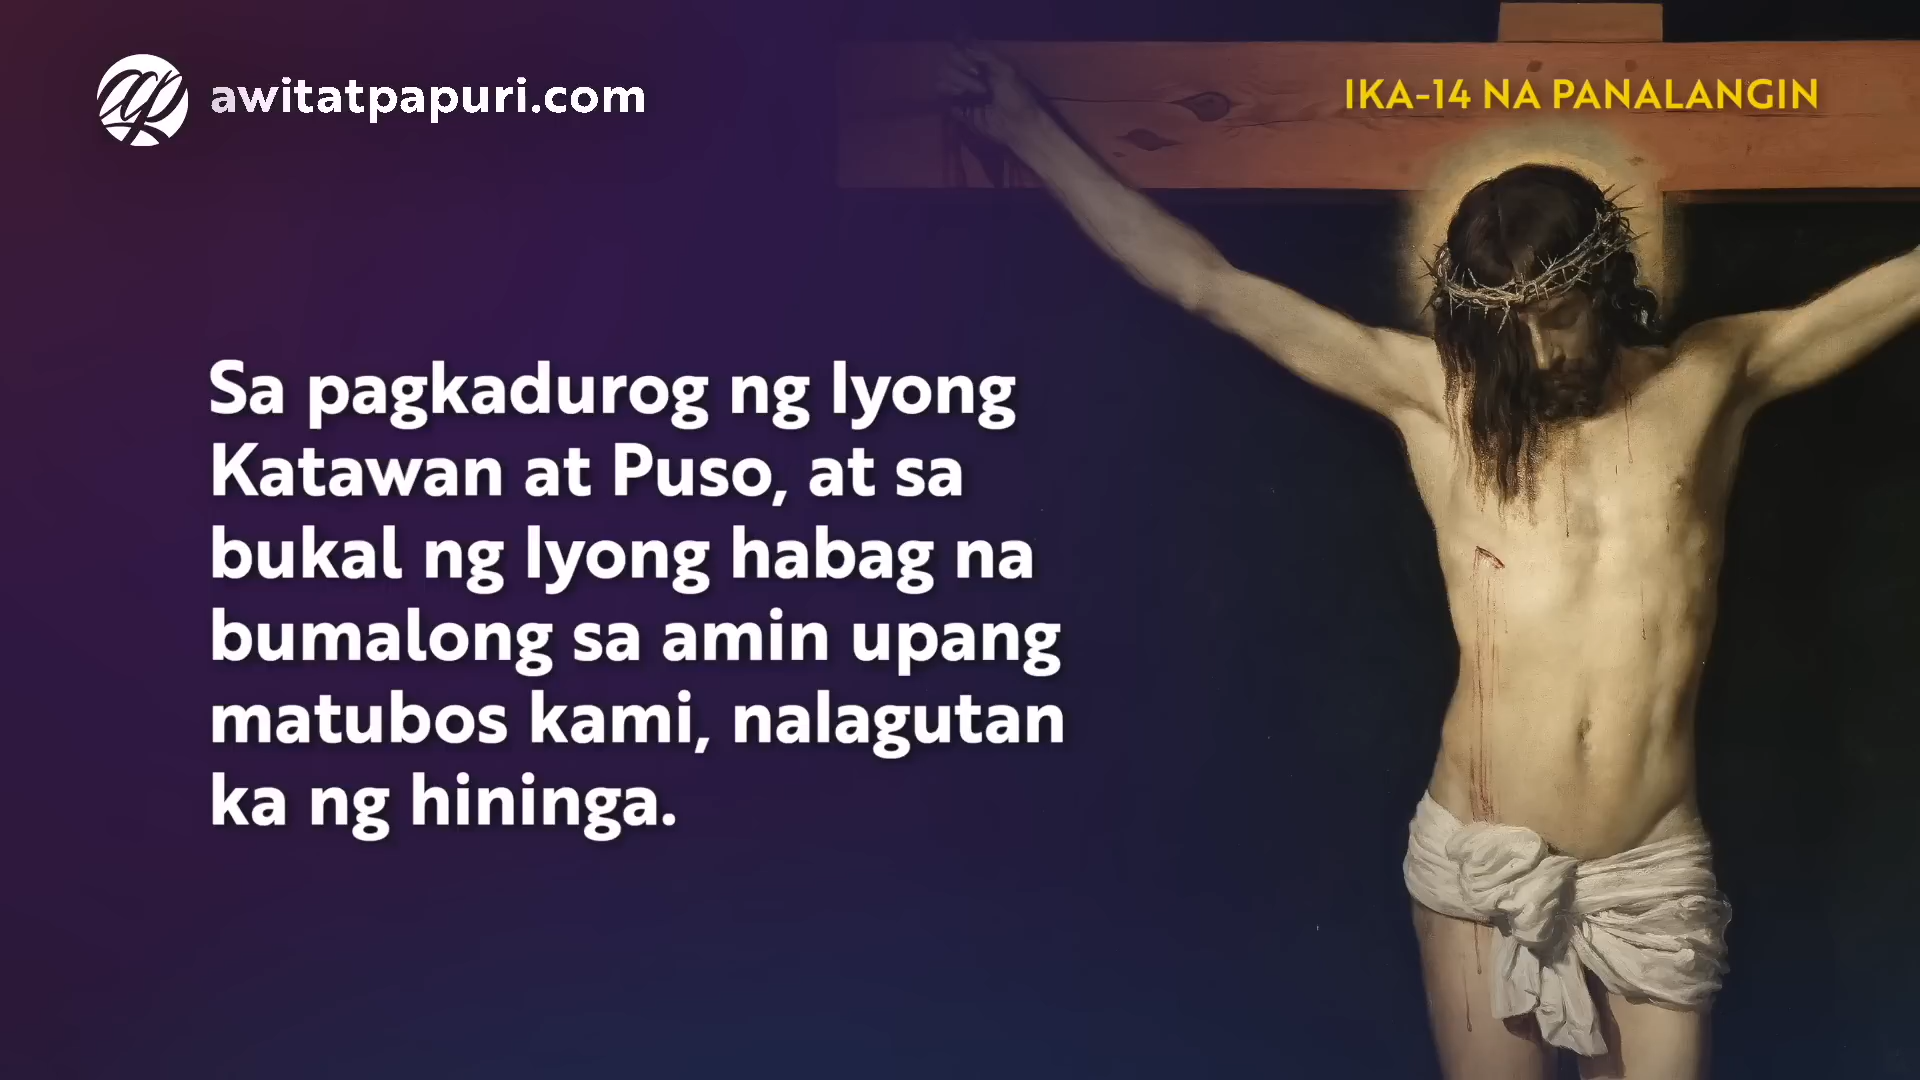 awitatpapuri.com
IKA-14 NA PANALANGIN
Sa pagkadurog ng Iyong
Katawan at Puso, at sa
bukal ng Iyong habag na
bumalong sa amin upang
matubos kami, nalagutan
ka ng hininga.